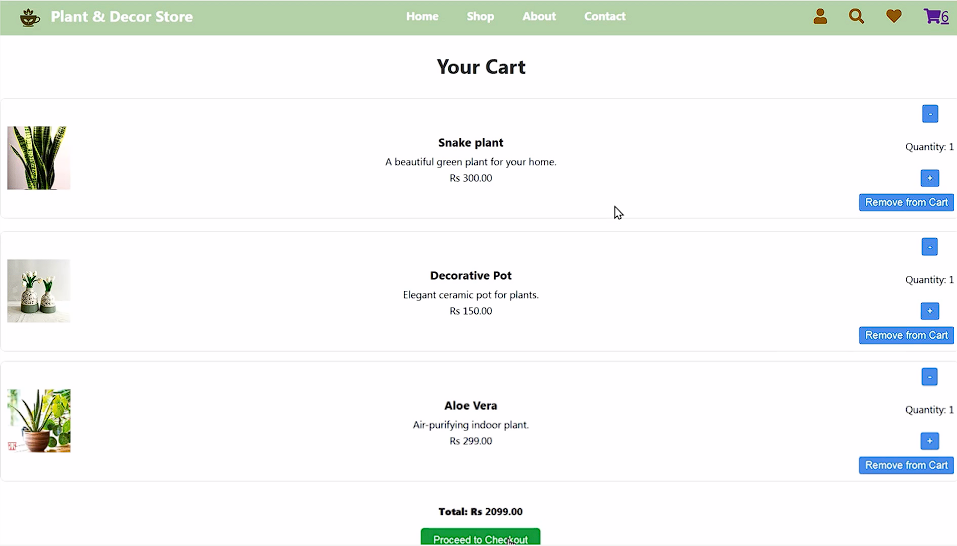 Plant & Decor Store
Home Shop About Contact
6
Your Cart
-
Snake plant
A beautiful green plant for your home.
Rs 300.00
Quantity: 1
+
Remove from Cart
-
Decorative Pot
Elegant ceramic pot for plants.
Rs 150.00
Quantity: 1
+
Remove from Cart
-
Aloe Vera
Air-purifying indoor plant.
Rs 299.00
Quantity: 1
+
Remove from Cart
Total: Rs 2099.00
Proceed to Checkout